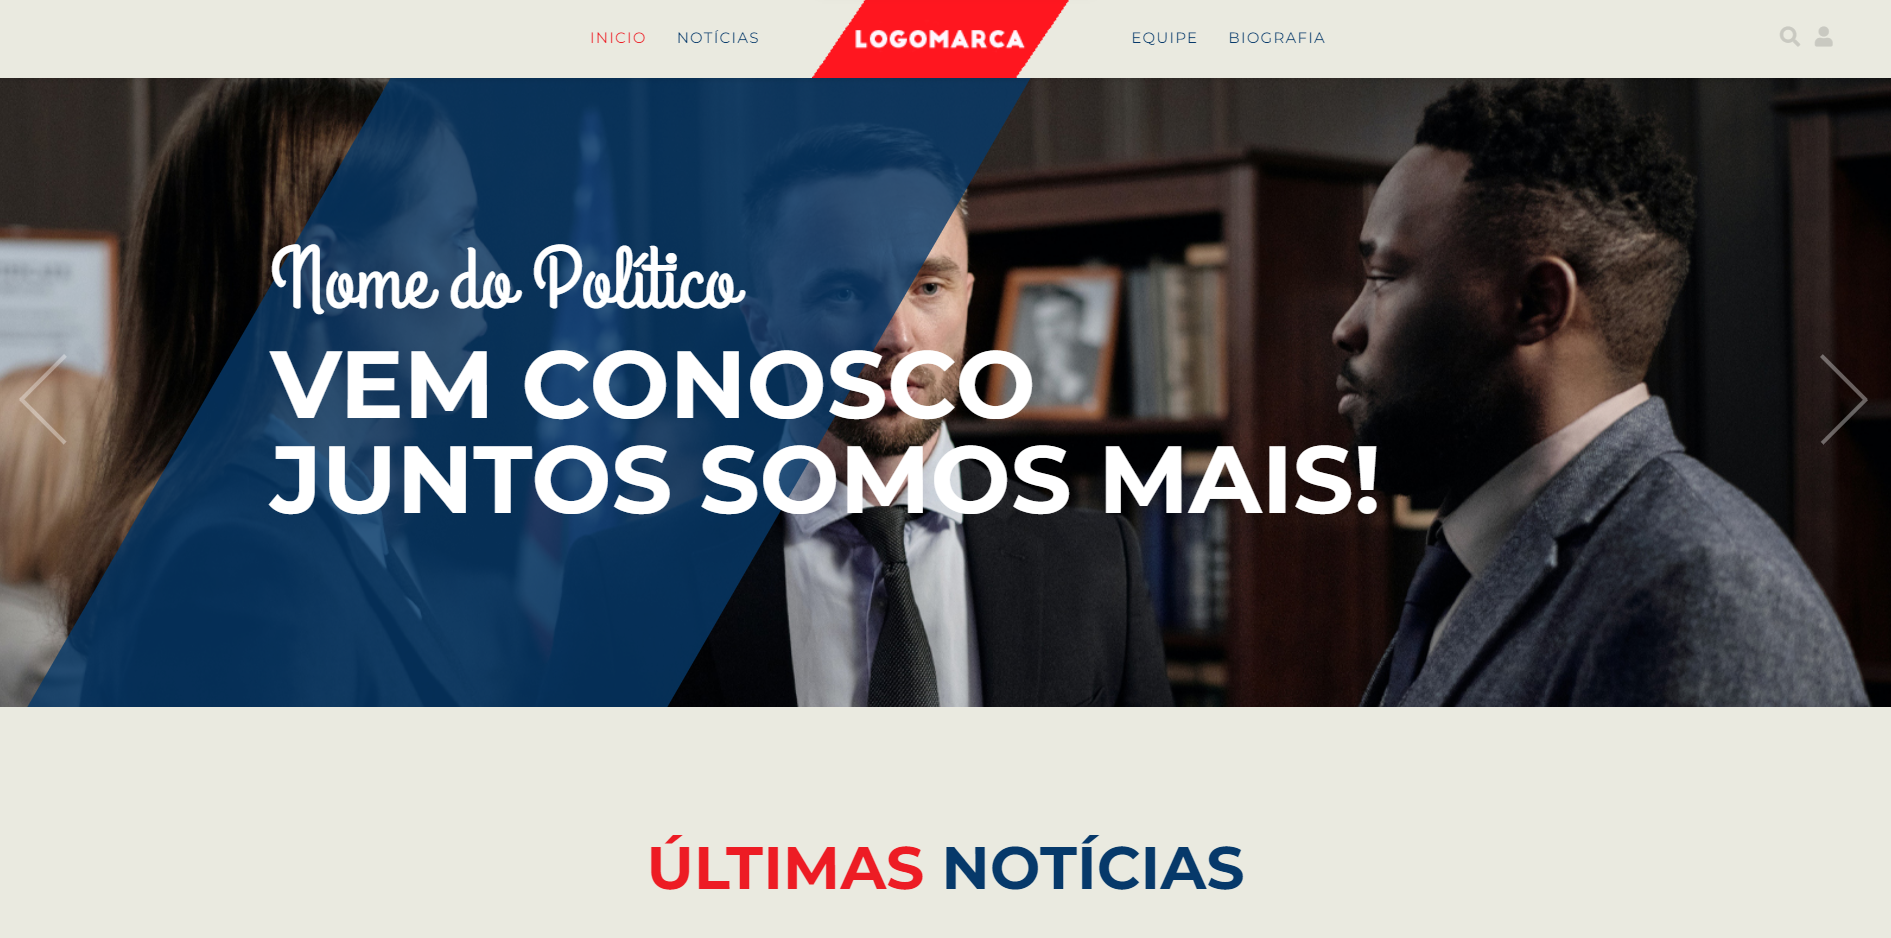 INICIO NOTÍCIAS LOGOMARCA EQUIPE BIOGRAFIA
Nome do Político
VEM CONOSCO
JUNTOS SOMOS MAIS!
ÚLTIMAS NOTÍCIAS